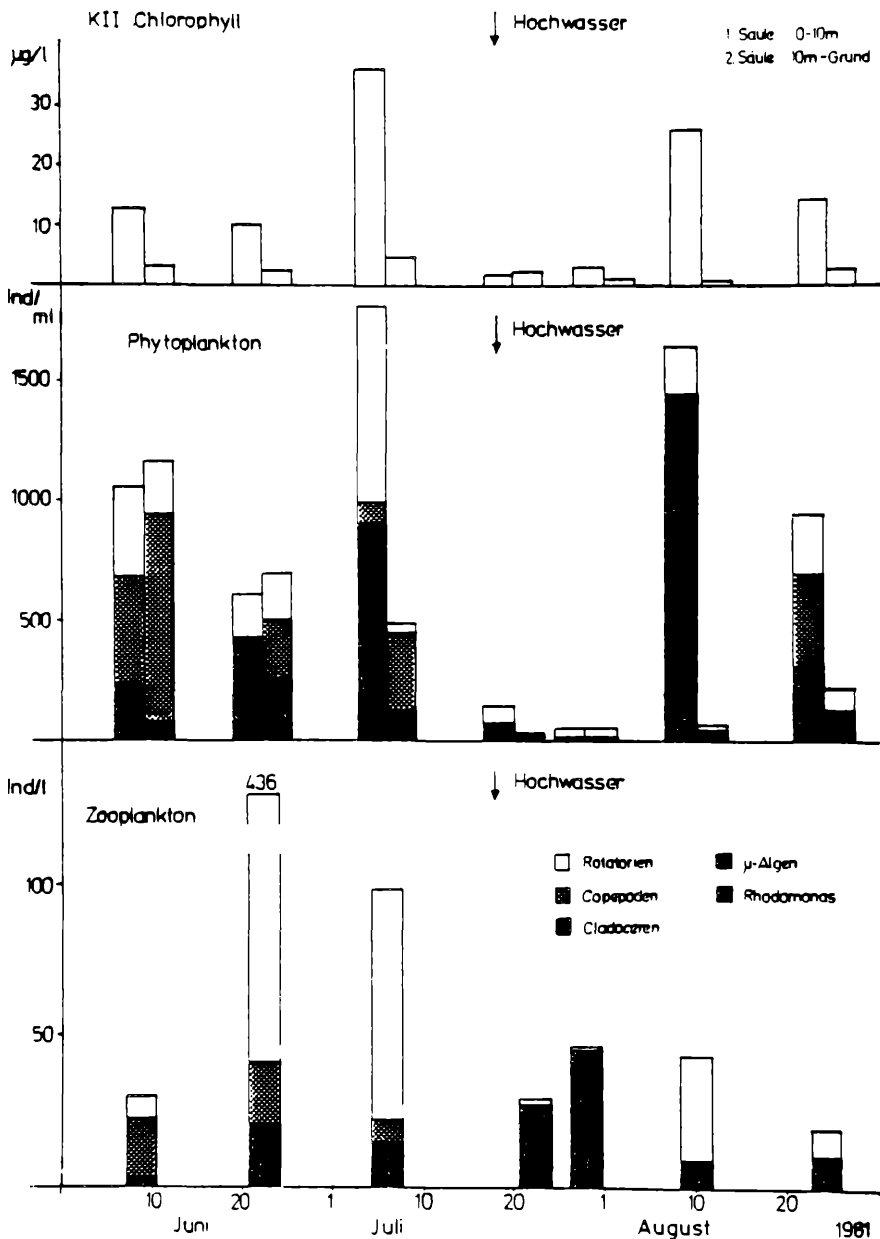 KII Chlorophyll
Hochwasser
1. Säule 0-10m
2. Säule 10m-Grund
µg/l
30
20
10
Ind/
ml
Phytoplankton
Hochwasser
1500
1000
500
Ind/l
Zooplankton
436
Hochwasser
100
50
Rotatorien
µ-Algen
Copepoden
Rhodomonas
Cladoceren
10 20 1 10 20 1 10 20
Juni Juli August 1981